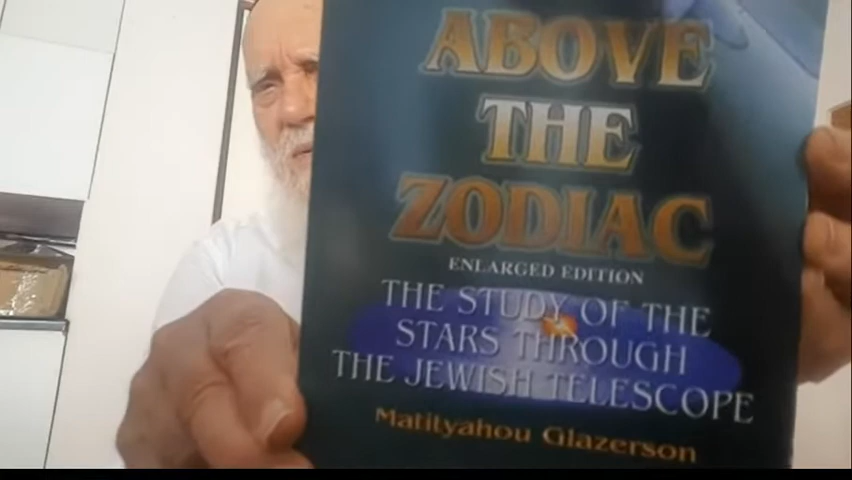 ABOVE
THE
ZODIAC
ENLARGED EDITION
THE STUDY OF THE
STARS THROUGH
THE JEWISH TELESCOPE
Matityahou Glazerson